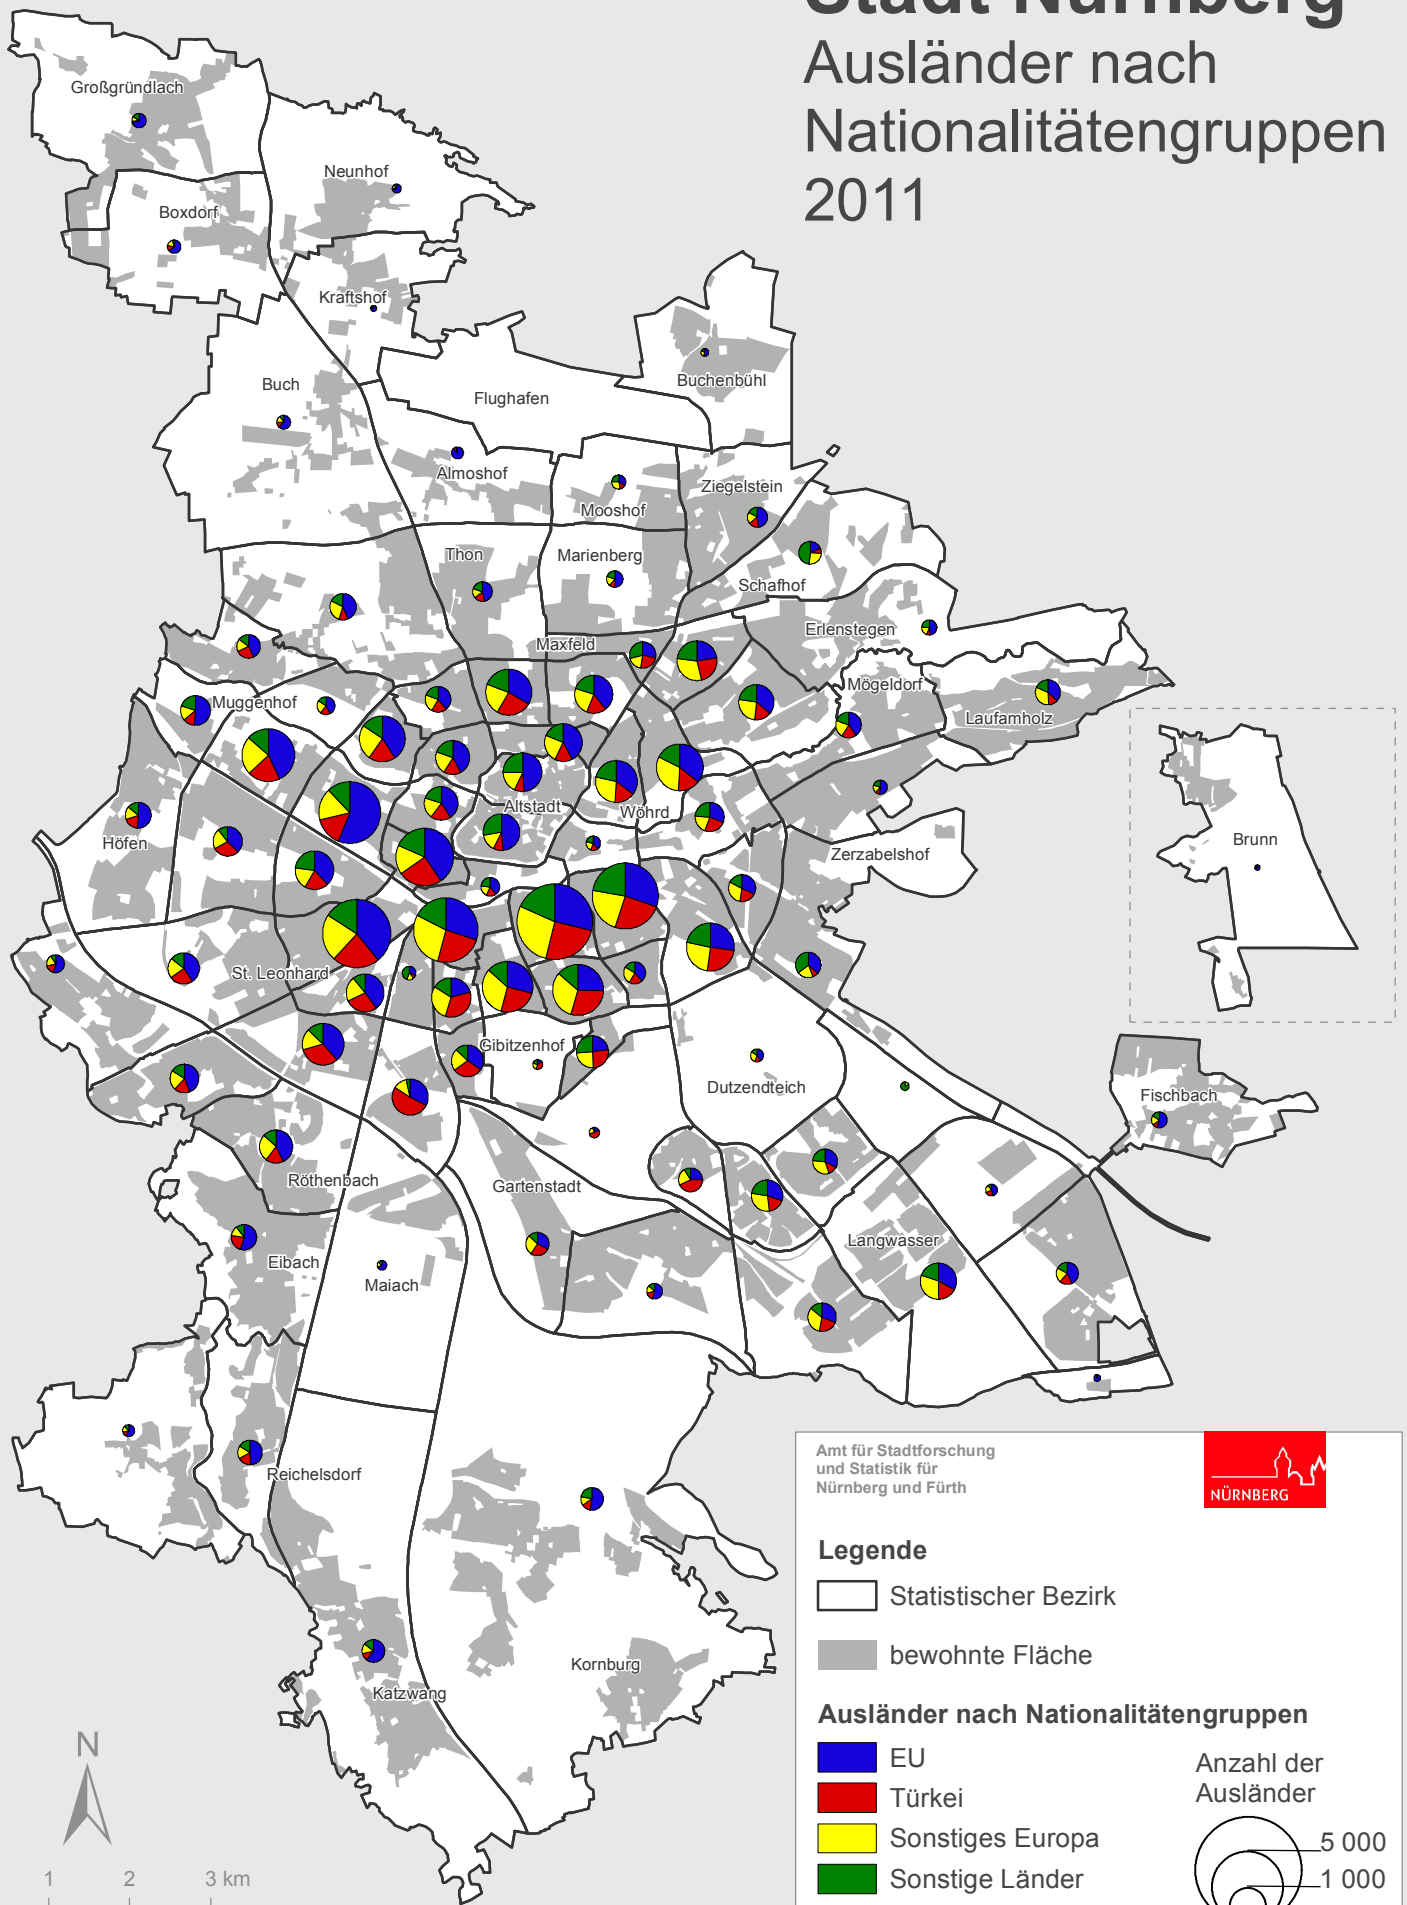 Stadt Nürnberg
Ausländer nach
Nationalitätengruppen
2011
Großgründlach
Neunhof
Boxdorf
Kraftshof
Buchenbühl
Buch
Flughafen
Almoshof
Mooshof
Ziegelstein
Thon
Marienberg
Schafhof
Maxfeld
Erlenstegen
Mögeldorf
Muggenhof
Laufamholz
Altstadt
Wöhrd
Höfen
Zerzabelshof
Brunn
St. Leonhard
Gibitzenhof
Dutzendteich
Fischbach
Röthenbach
Gartenstadt
Langwasser
Eibach
Maiach
Reichelsdorf
Kornburg
Katzwang
N
1 2 3 km
Amt für Stadtforschung
und Statistik für
Nürnberg und Fürth
NÜRNBERG
Legende
Statistischer Bezirk
bewohnte Fläche
Ausländer nach Nationalitätengruppen
EU
Türkei
Sonstiges Europa
Sonstige Länder
Anzahl der
Ausländer
5 000
1 000